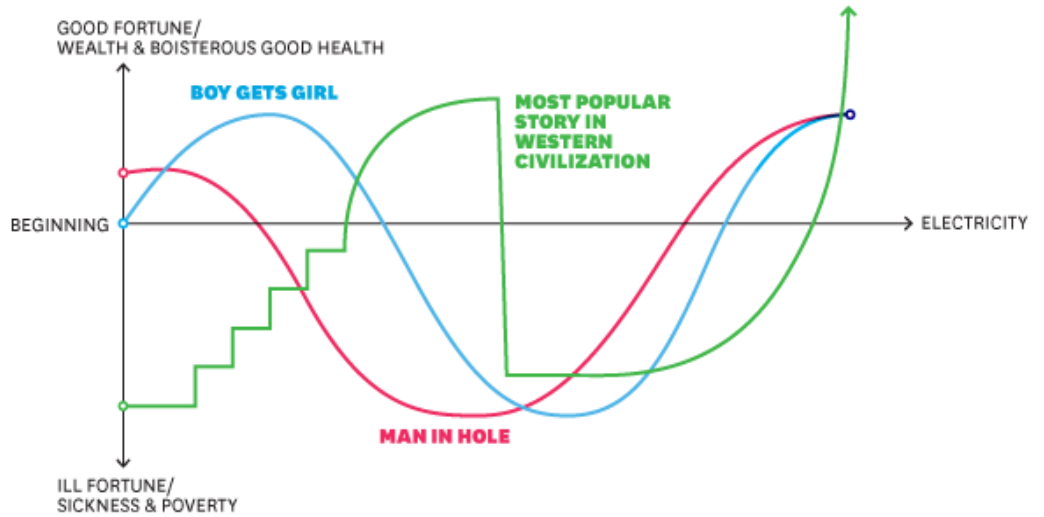 GOOD FORTUNE/
WEALTH & BOISTEROUS GOOD HEALTH
BOY GETS GIRL
MOST POPULAR
STORY IN
WESTERN
CIVILIZATION
BEGINNING
ELECTRICITY
MAN IN HOLE
ILL FORTUNE/
SICKNESS & POVERTY